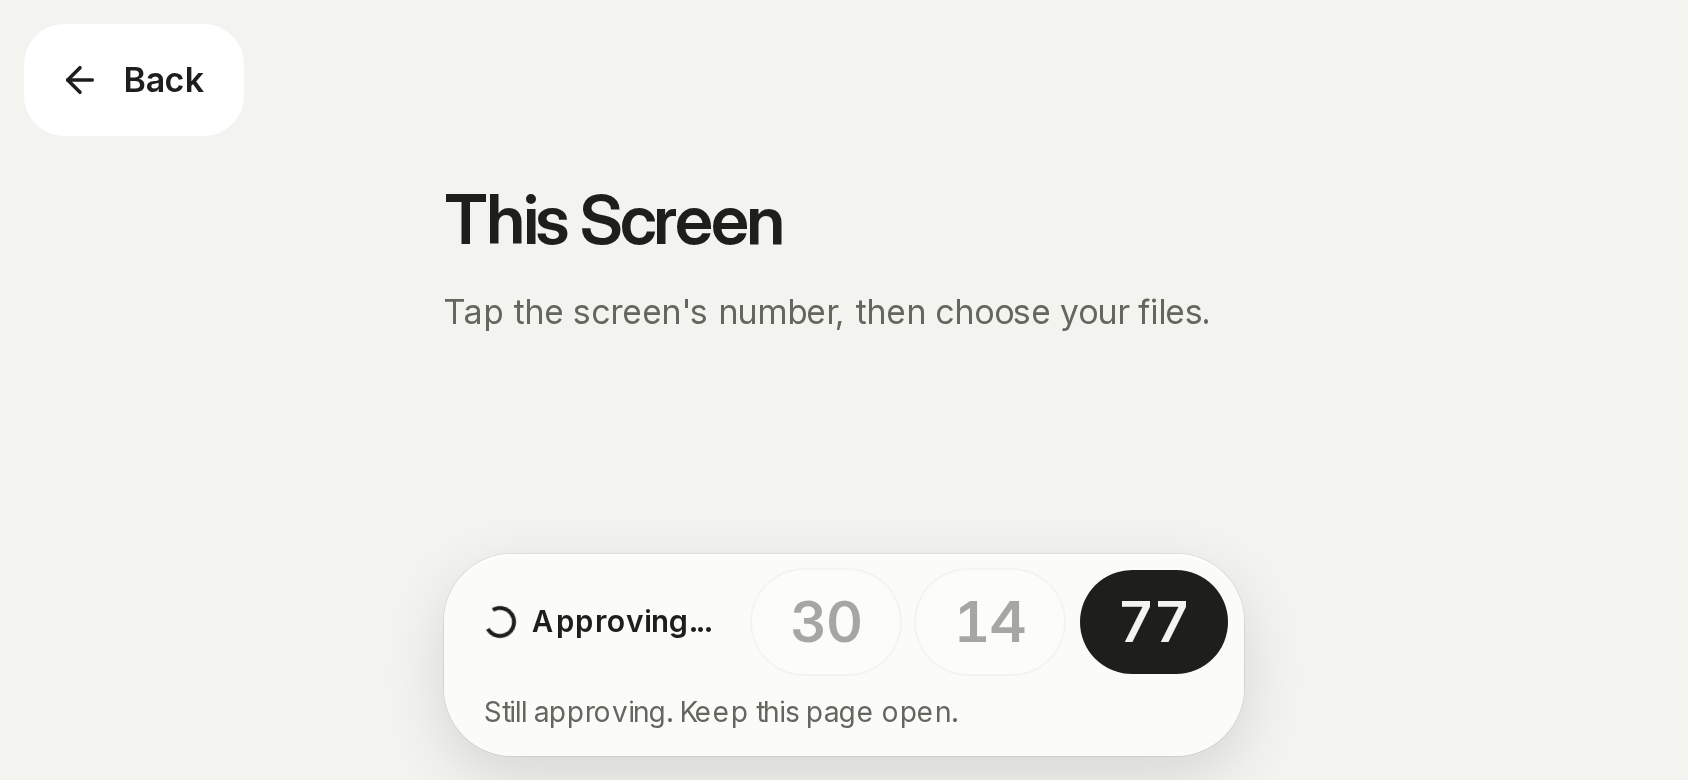 Back
This Screen
Tap the screen's number, then choose your files.
Approving... 30 14 77
Still approving. Keep this page open.